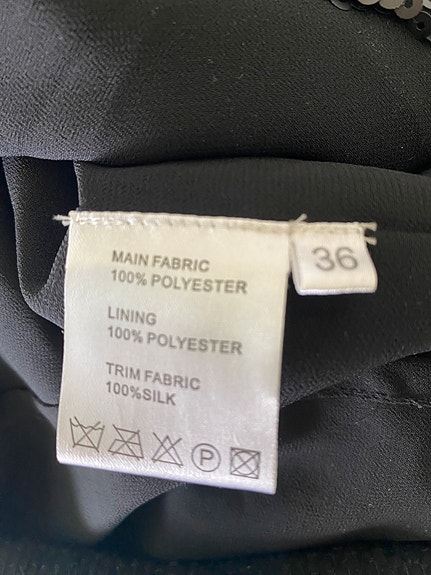 MAIN FABRIC
100% POLYESTER
LINING
100% POLYESTER
TRIM FABRIC
100%SILK
P
36